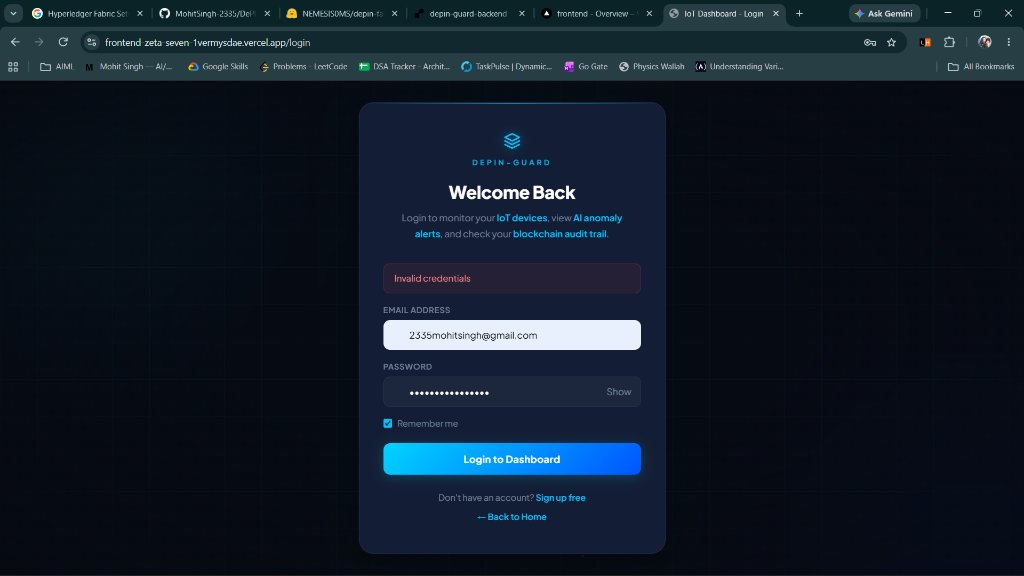 Hyperledger Fabric Set
MohitSingh-2335/DePI
NEMESIS0MS/depin-fa
depin-guard-backend
frontend - Overview –
IoT Dashboard - Login
Ask Gemini
frontend-zeta-seven-1vermysdae.vercel.app/login
AIML
Mohit Singh — AI/...
Google Skills
Problems - LeetCode
DSA Tracker - Archit...
TaskPulse | Dynamic...
Go Gate
Physics Wallah
Understanding Vari...
All Bookmarks
DEPIN-GUARD
Welcome Back
Login to monitor your IoT devices, view AI anomaly
alerts, and check your blockchain audit trail.
Invalid credentials
EMAIL ADDRESS
2335mohitsingh@gmail.com
PASSWORD
••••••••••••••••
Show
Remember me
Login to Dashboard
Don't have an account? Sign up free
← Back to Home